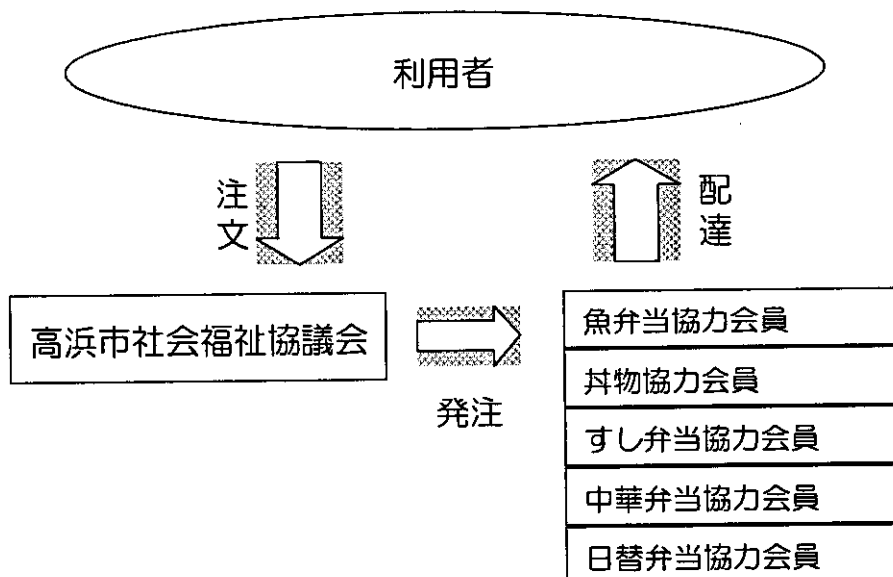 利用者
注文
配達
高浜市社会福祉協議会
発注
魚弁当協力会員
丼物協力会員
すし弁当協力会員
中華弁当協力会員
日替弁当協力会員